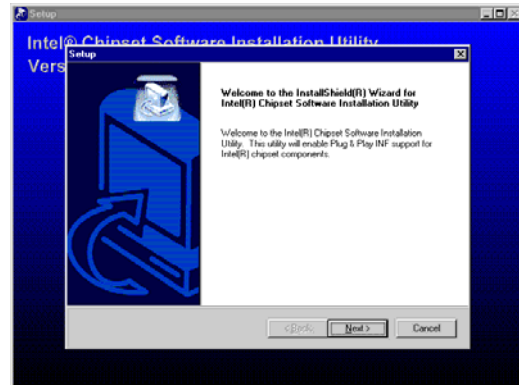 Setup
Intel® Chipset Software Installation Utility
Vers
Setup
Welcome to the InstallShield(R) Wizard for
Intel(R) Chipset Software Installation Utility
Welcome to the Intel(R) Chipset Software Installation
Utility. This utility will enable Plug & Play INF support for
Intel(R) chipset components.
< Back
Next >
Cancel